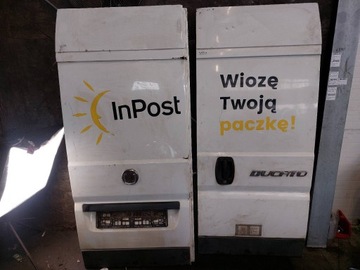 InPost
Wiozę
Twoją
paczkę!
DUCATO